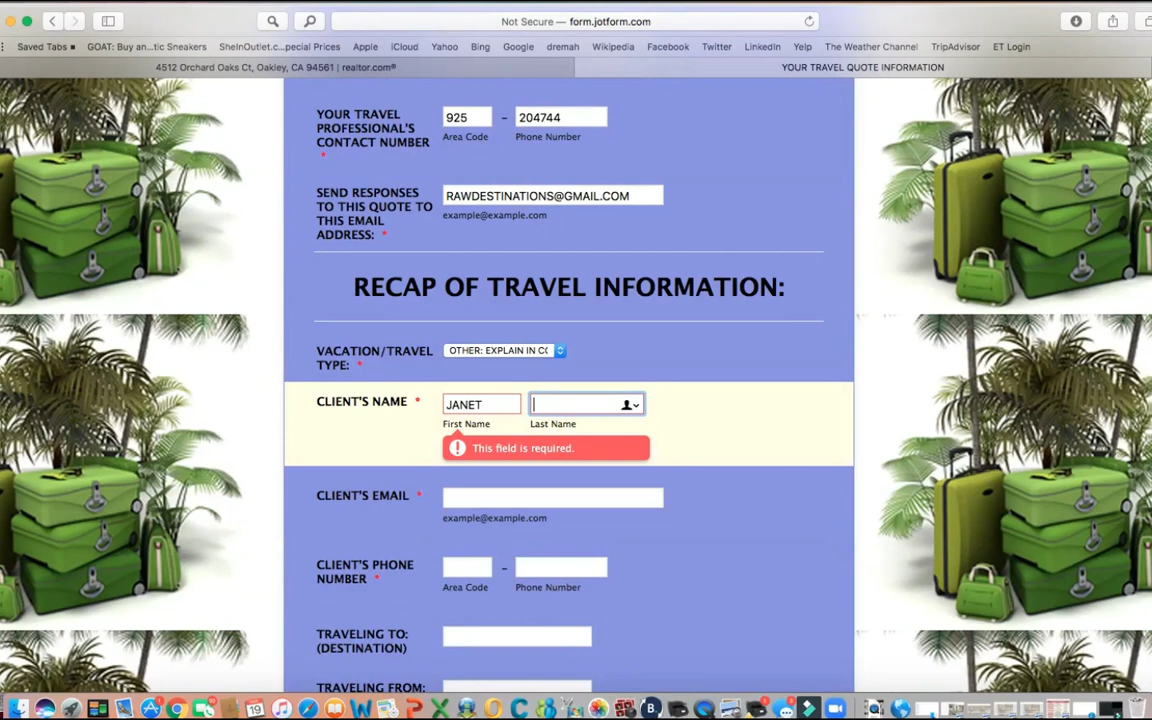 Not Secure — form.jotform.com
Saved Tabs GOAT: Buy an...tic Sneakers SheInOutlet.c...pecial Prices Apple iCloud Yahoo Bing Google dremah Wikipedia Facebook Twitter LinkedIn Yelp The Weather Channel TripAdvisor ET Login
4512 Orchard Oaks Ct, Oakley, CA 94561 | realtor.com® YOUR TRAVEL QUOTE INFORMATION
YOUR TRAVEL
PROFESSIONAL'S
CONTACT NUMBER
*
925 - 204744
Area Code Phone Number
SEND RESPONSES
TO THIS QUOTE TO
THIS EMAIL
ADDRESS: *
RAWDESTINATIONS@GMAIL.COM
example@example.com
RECAP OF TRAVEL INFORMATION:
VACATION/TRAVEL
TYPE: *
OTHER: EXPLAIN IN CO
CLIENT'S NAME *
JANET
First Name Last Name
This field is required.
CLIENT'S EMAIL *
example@example.com
CLIENT'S PHONE
NUMBER *
-
Area Code Phone Number
TRAVELING TO:
(DESTINATION)
TRAVELING FROM: